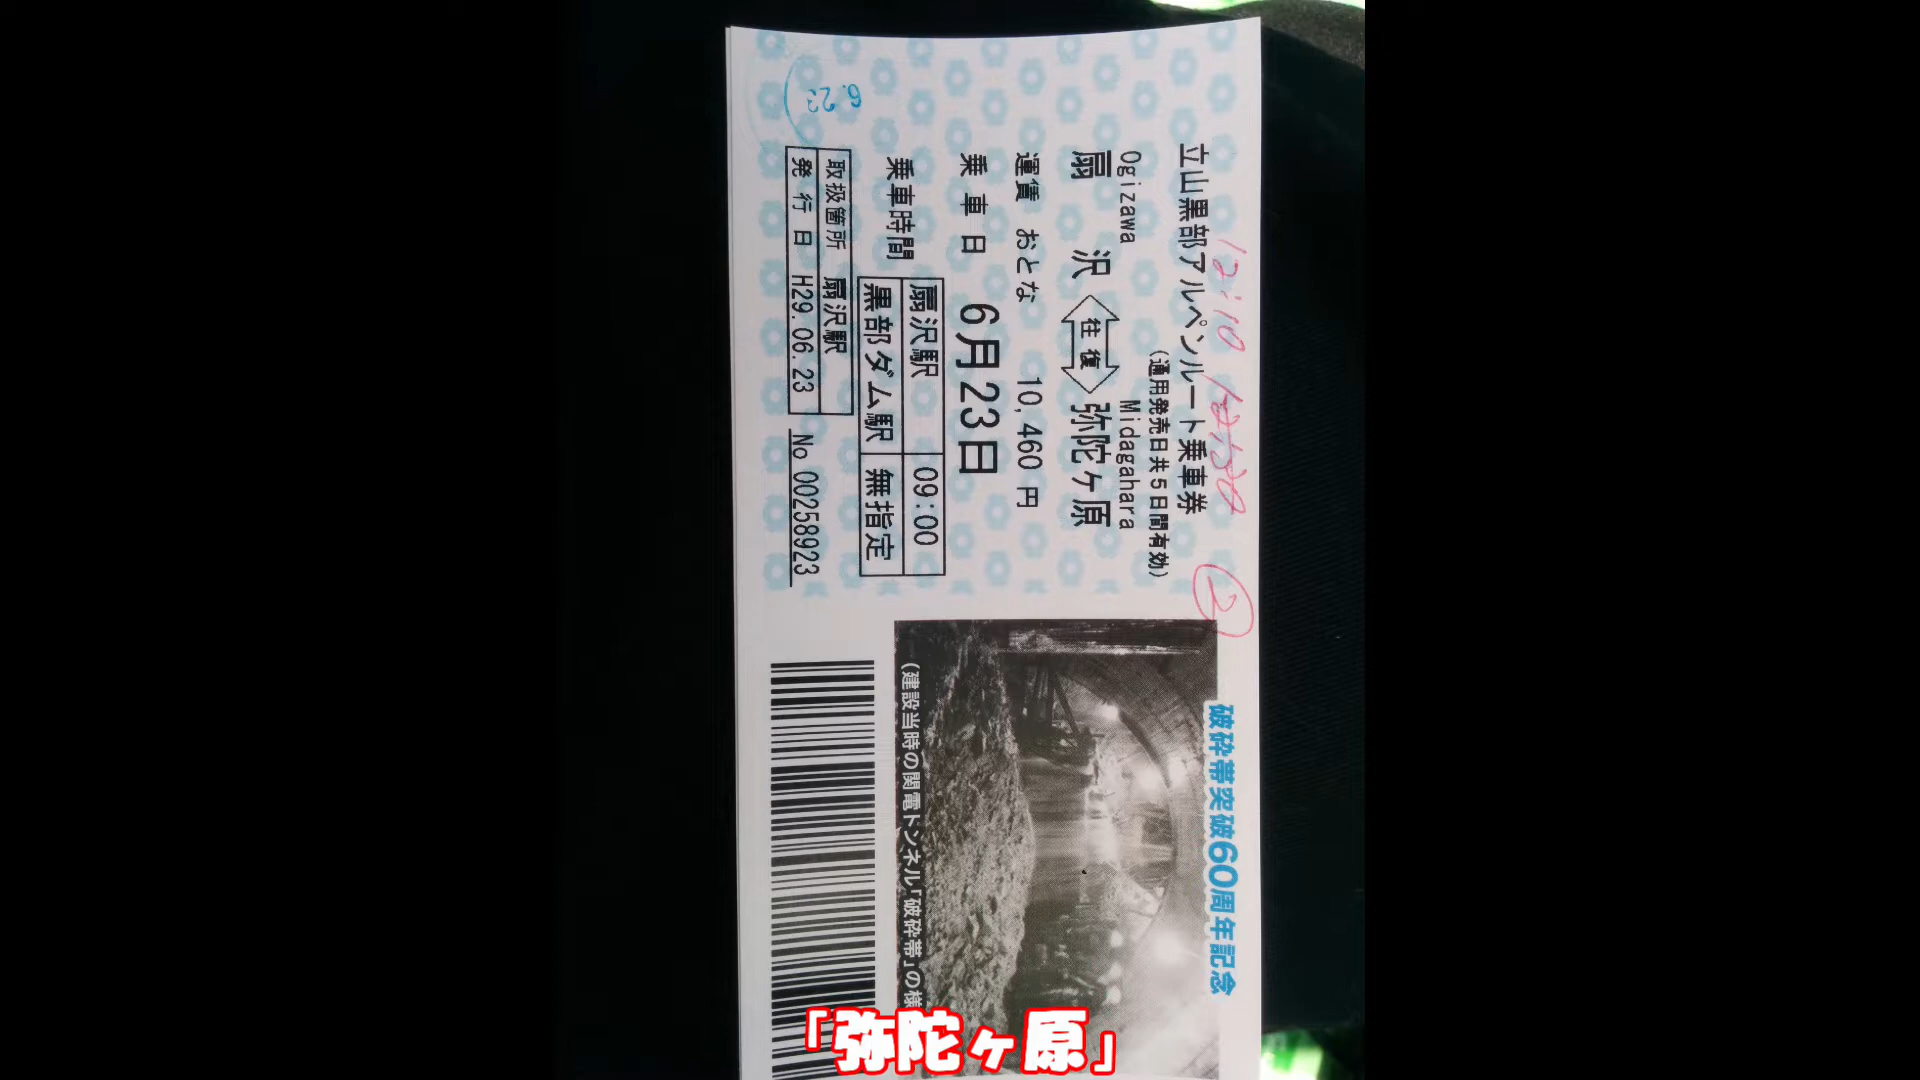 12:10 12:30
②
立山黒部アルペンルート乗車券
(通用発売日共5日間有効)
Ogizawa Midagahara
扇 沢 往復 弥陀ヶ原
運賃 おとな 10,460 円
乗車日 6月23日
乗車時間 扇沢駅 09:00
黒部ダム駅 無指定
6.23
取扱箇所 扇沢駅
発行日 H29.06.23
No 00258923
破砕帯突破60周年記念
(建設当時の関電トンネル「破砕帯」の様
「弥陀ヶ原」